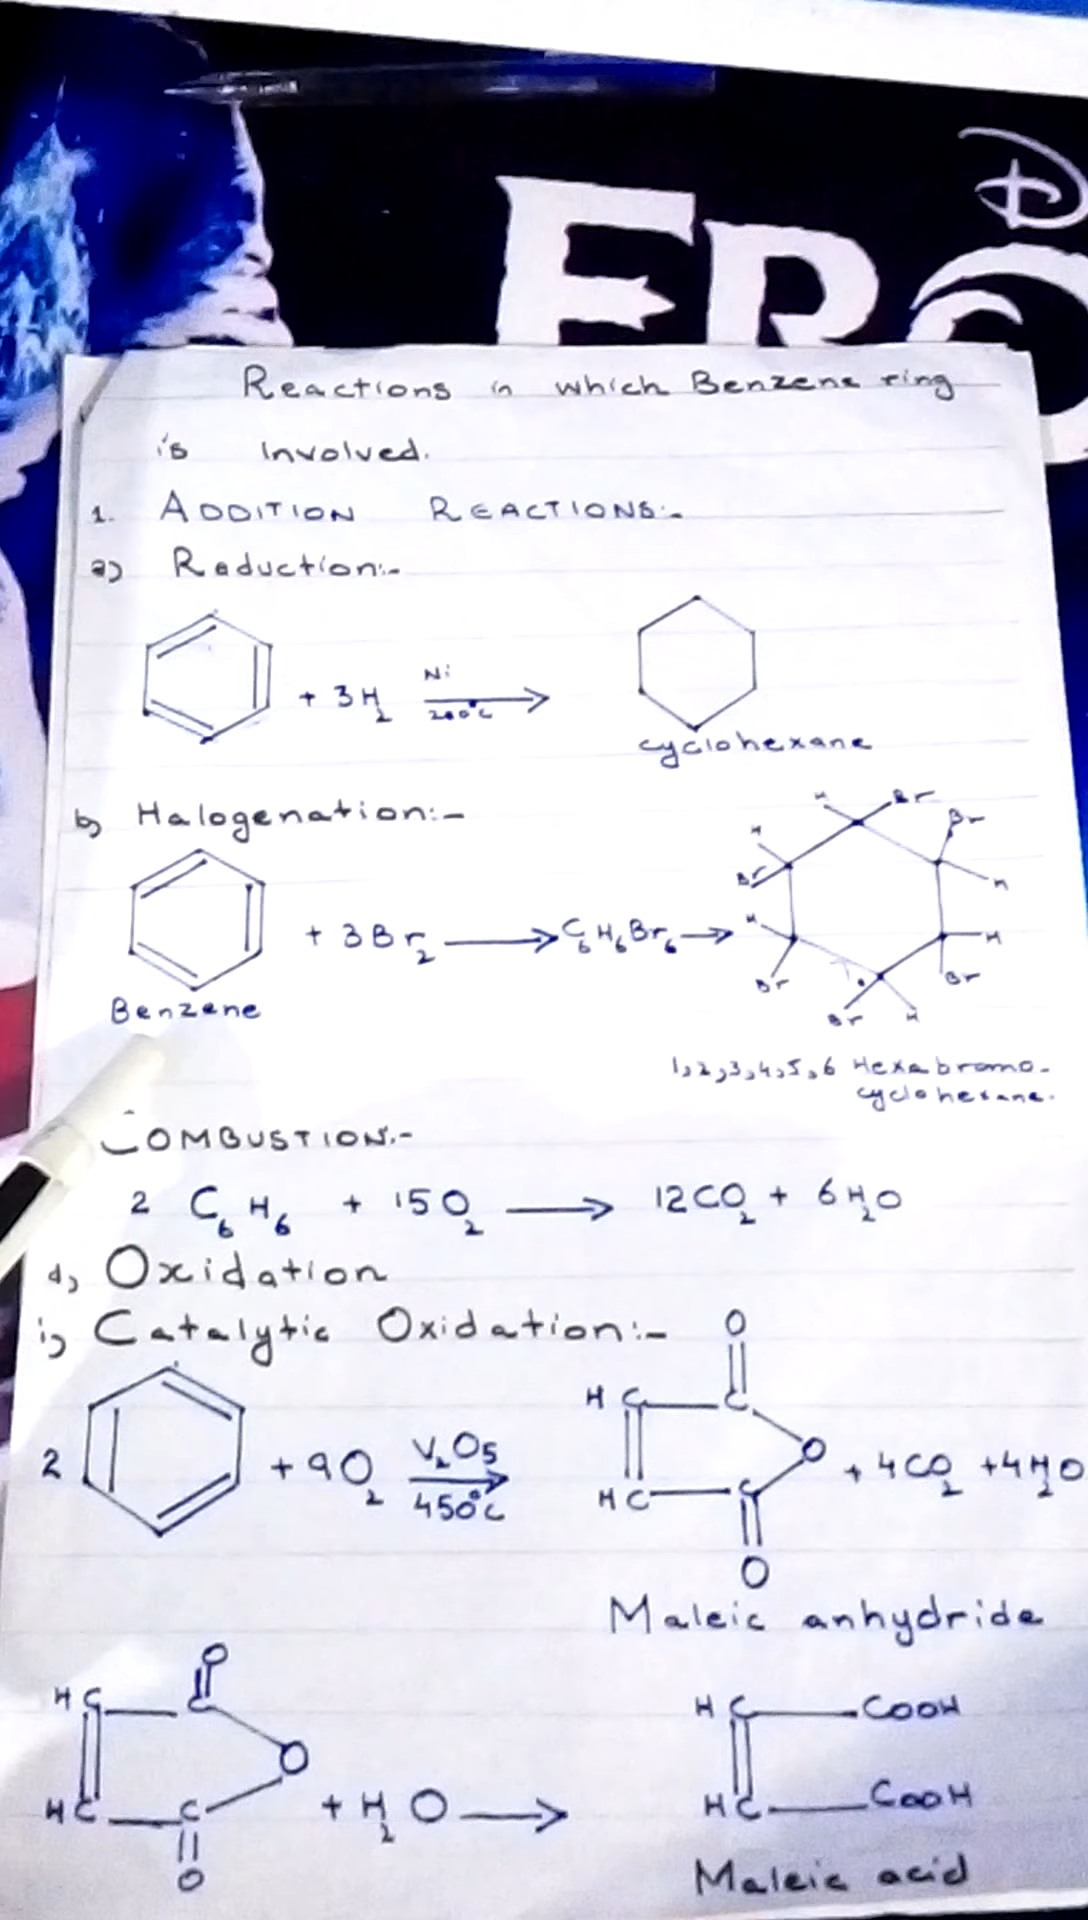 FRO
Reactions in which Benzene ring
is Involved.
1. ADDITION REACTIONS:-
a) Reduction:-
+ 3H2 Ni 200°C
cyclohexane
b) Halogenation:-
H Br
H Br
Br H
+ 3Br2 → C6H6Br6 → H H
Br Br
Br H
Benzene
1,2,3,4,5,6 Hexabromo-
cyclohexane.
COMBUSTION:-
2 C6H6 + 15O2 → 12CO2 + 6H2O
d) Oxidation
i) Catalytic Oxidation:-
O
HC C
2 + 9O2 V2O5 450°C O + 4CO2 + 4H2O
HC C
O
Maleic anhydride
O
HC C HC COOH
O
HC C + H2O → HC COOH
O
Maleic acid